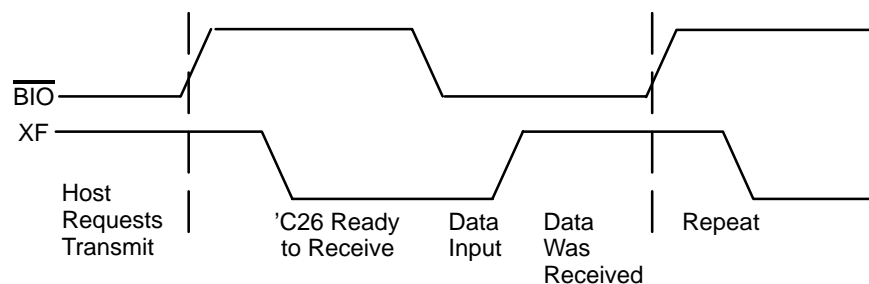 BIO
XF
Host
Requests
Transmit
'C26 Ready
to Receive
Data
Input
Data
Was
Received
Repeat